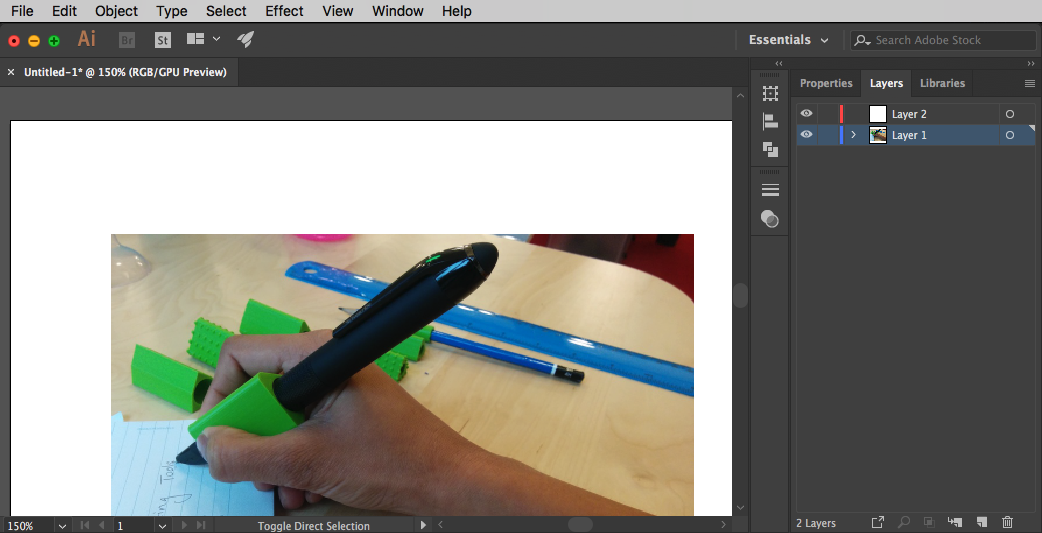 File Edit Object Type Select Effect View Window Help
Ai Br St Essentials Search Adobe Stock
× Untitled-1* @ 150% (RGB/GPU Preview)
Properties Layers Libraries
Layer 2
Layer 1
150% 1 Toggle Direct Selection
2 Layers